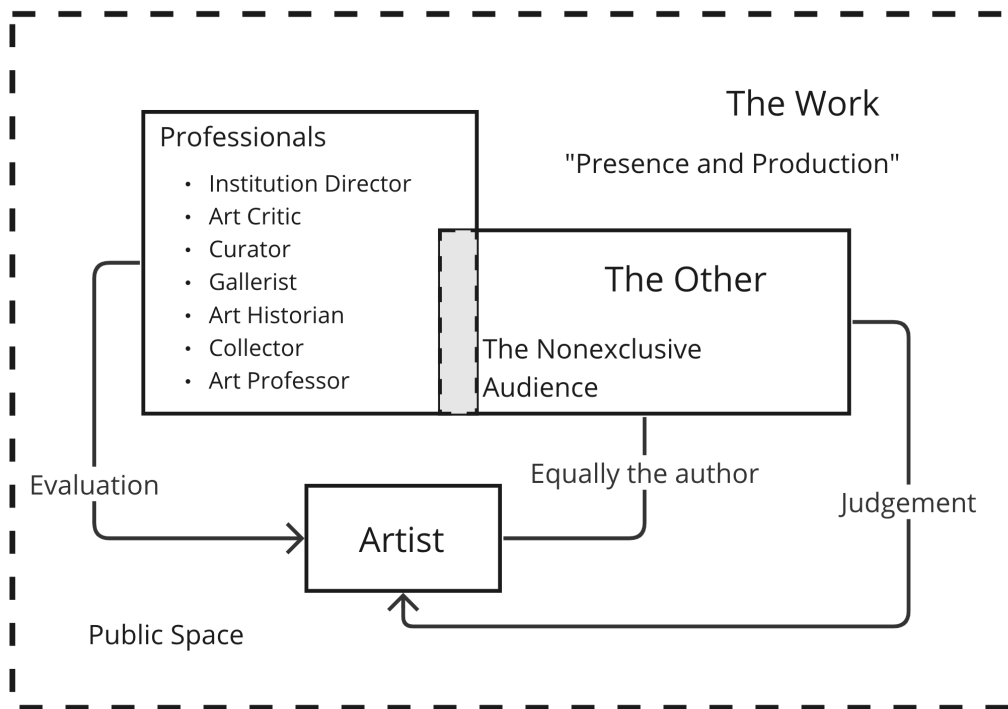 The Work
"Presence and Production"
Professionals
• Institution Director
• Art Critic
• Curator
• Gallerist
• Art Historian
• Collector
• Art Professor
The Other
The Nonexclusive
Audience
Evaluation
Equally the author
Judgement
Artist
Public Space